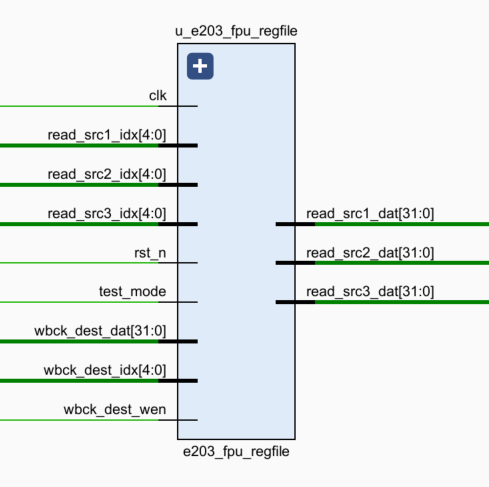 u_e203_fpu_regfile
clk
read_src1_idx[4:0]
read_src2_idx[4:0]
read_src3_idx[4:0]
read_src1_dat[31:0]
rst_n
read_src2_dat[31:0]
test_mode
read_src3_dat[31:0]
wbck_dest_dat[31:0]
wbck_dest_idx[4:0]
wbck_dest_wen
e203_fpu_regfile